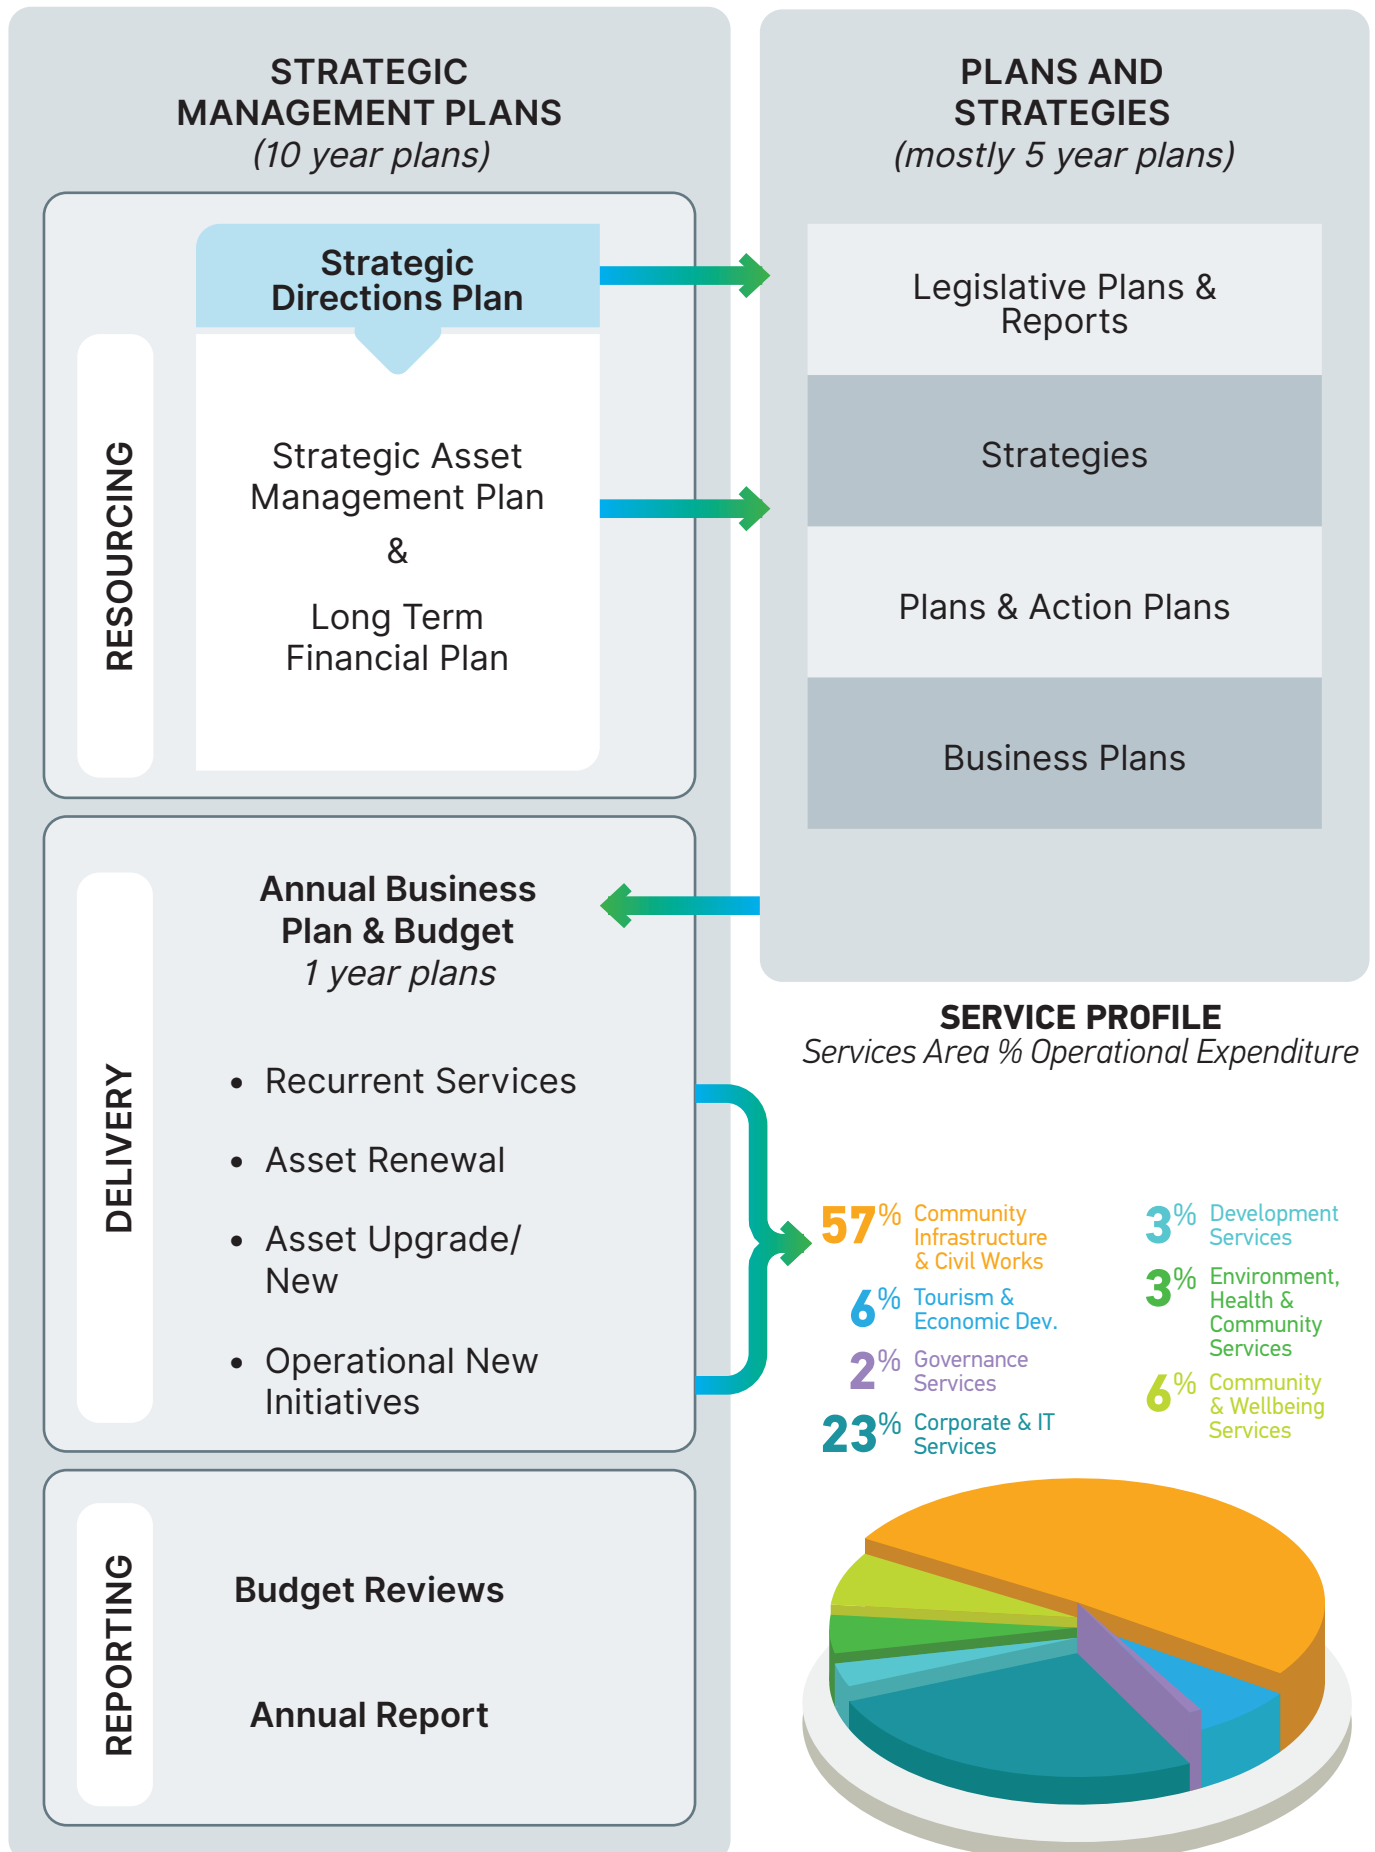 STRATEGIC
MANAGEMENT PLANS
(10 year plans)
Strategic
Directions Plan
RESOURCING
Strategic Asset
Management Plan
&
Long Term
Financial Plan
PLANS AND
STRATEGIES
(mostly 5 year plans)
Legislative Plans &
Reports
Strategies
Plans & Action Plans
Business Plans
DELIVERY
Annual Business
Plan & Budget
1 year plans
• Recurrent Services
• Asset Renewal
• Asset Upgrade/
New
• Operational New
Initiatives
SERVICE PROFILE
Services Area % Operational Expenditure
57% Community
Infrastructure
& Civil Works
6% Tourism &
Economic Dev.
2% Governance
Services
23% Corporate & IT
Services
3% Development
Services
3% Environment,
Health &
Community
Services
6% Community
& Wellbeing
Services
REPORTING
Budget Reviews
Annual Report